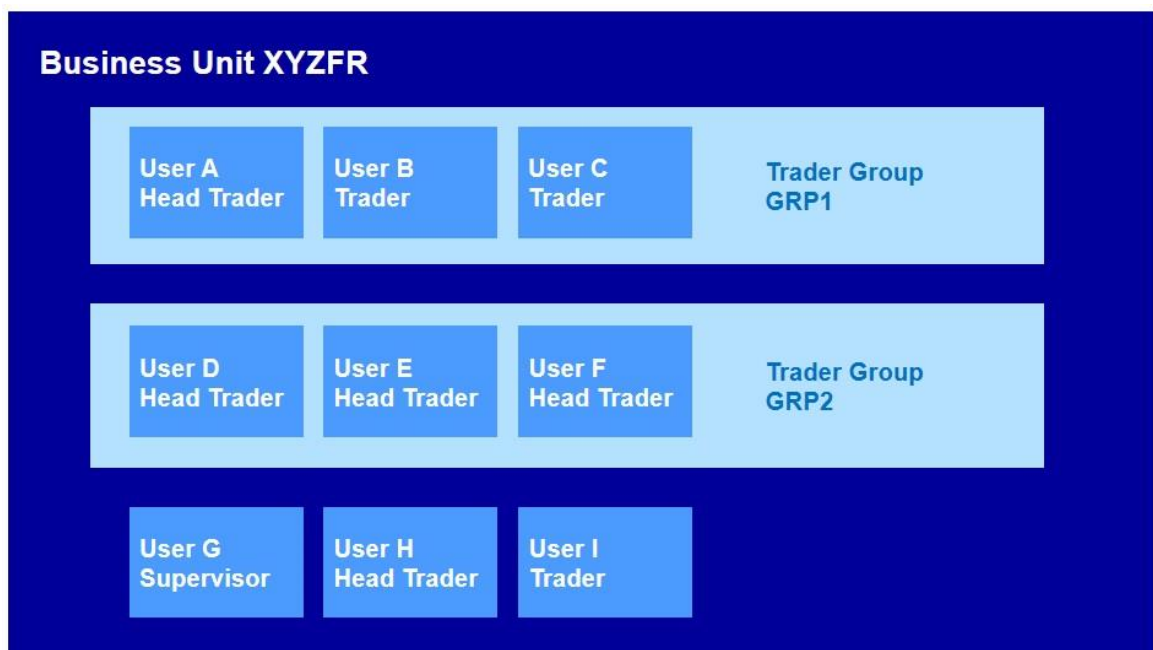 Business Unit XYZFR
User A
Head Trader
User B
Trader
User C
Trader
Trader Group
GRP1
User D
Head Trader
User E
Head Trader
User F
Head Trader
Trader Group
GRP2
User G
Supervisor
User H
Head Trader
User I
Trader